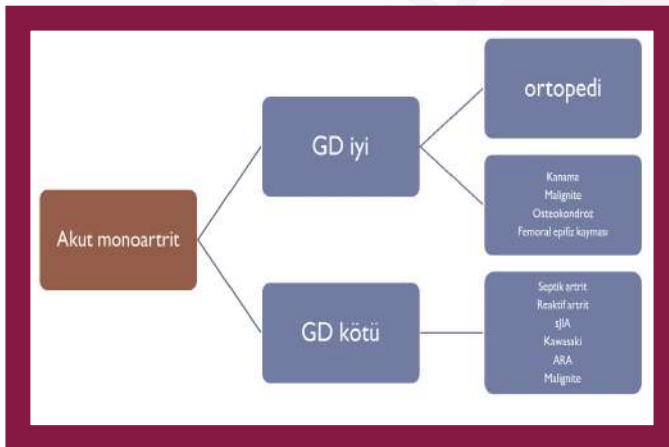 Akut monoartrit
GD iyi
ortopedi
Kanama
Malignite
Osteokondroz
Femoral epifiz kayması
GD kötü
Septik artrit
Reaktif artrit
sJIA
Kawasaki
ARA
Malignite